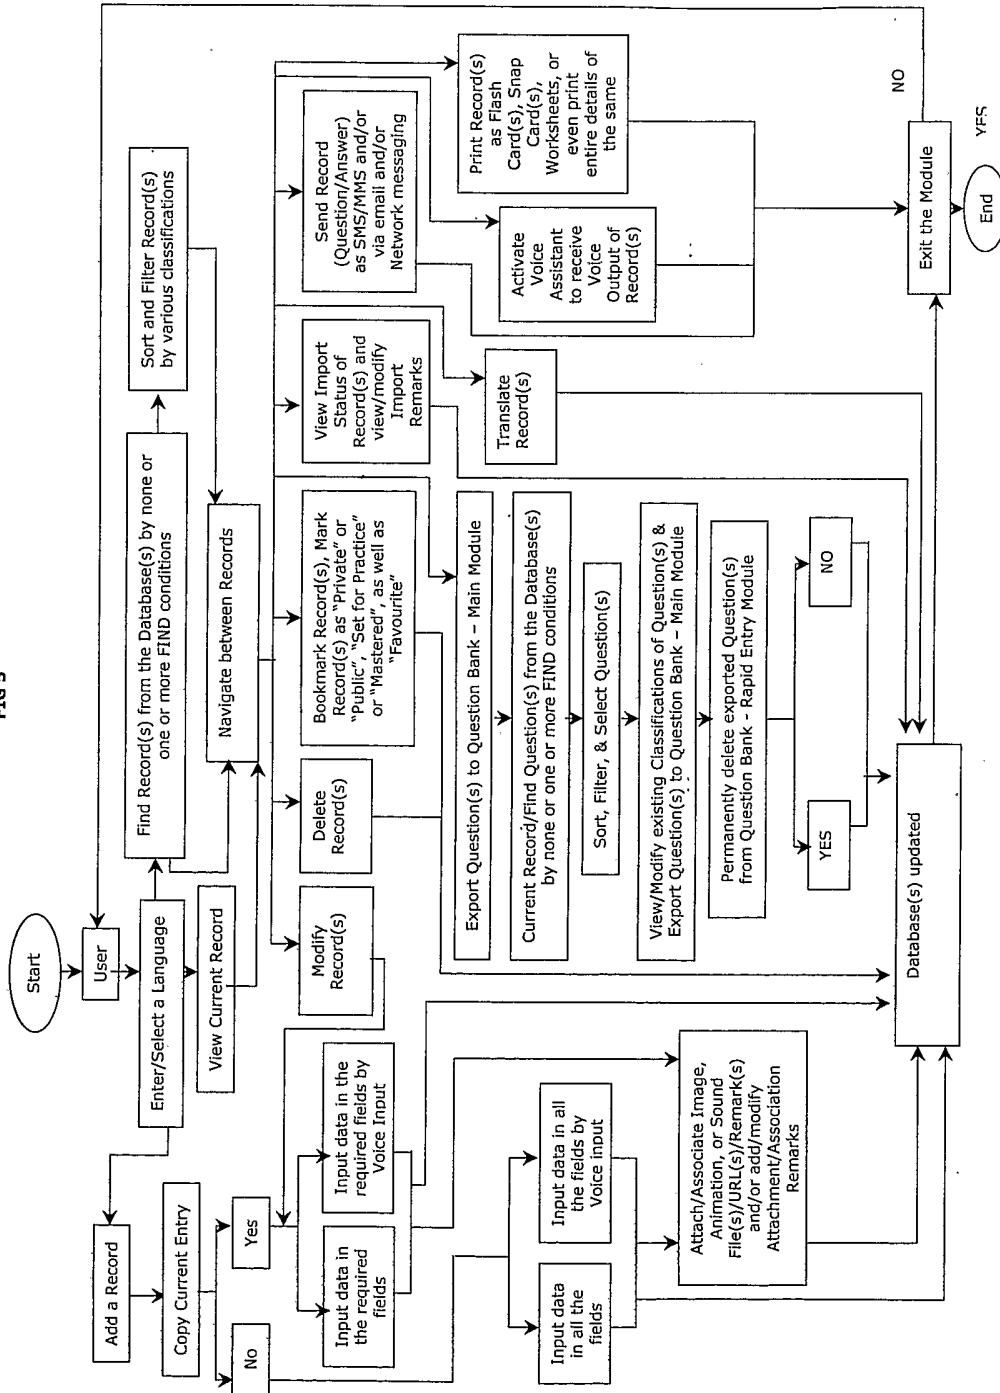 FIG 5
Start
User
Enter/Select a Language
View Current Record
Add a Record
Copy Current Entry
Yes
No
Input data in
the required
fields
Input data in the
required fields by
Voice Input
Input data
in all the
fields
Input data in all
the fields by
Voice input
Attach/Associate Image,
Animation, or Sound
File(s)/URL(s)/Remark(s)
and/or add/modify
Attachment/Association
Remarks
Find Record(s) from the Database(s) by none or
one or more FIND conditions
Sort and Filter Record(s)
by various classifications
Navigate between Records
Modify
Record(s)
Delete
Record(s)
Bookmark Record(s), Mark
Record(s) as "Private" or
"Public", "Set for Practice"
or "Mastered", as well as
"Favourite"
View Import
Status of
Record(s) and
view/modify
Import
Remarks
Send Record
(Question/Answer)
as SMS/MMS and/or
via email and/or
Network messaging
Print Record(s)
as Flash
Card(s), Snap
Card(s),
Worksheets, or
even print
entire details of
the same
Activate
Voice
Assistant
to receive
Voice
Output of
Record(s)
Translate
Record(s)
Export Question(s) to Question Bank – Main Module
Current Record/Find Question(s) from the Database(s)
by none or one or more FIND conditions
Sort, Filter, & Select Question(s)
View/Modify existing Classifications of Question(s) &
Export Question(s) to Question Bank – Main Module
Permanently delete exported Question(s)
from Question Bank - Rapid Entry Module
YES
NO
Database(s) updated
Exit the Module
NO
YES
End